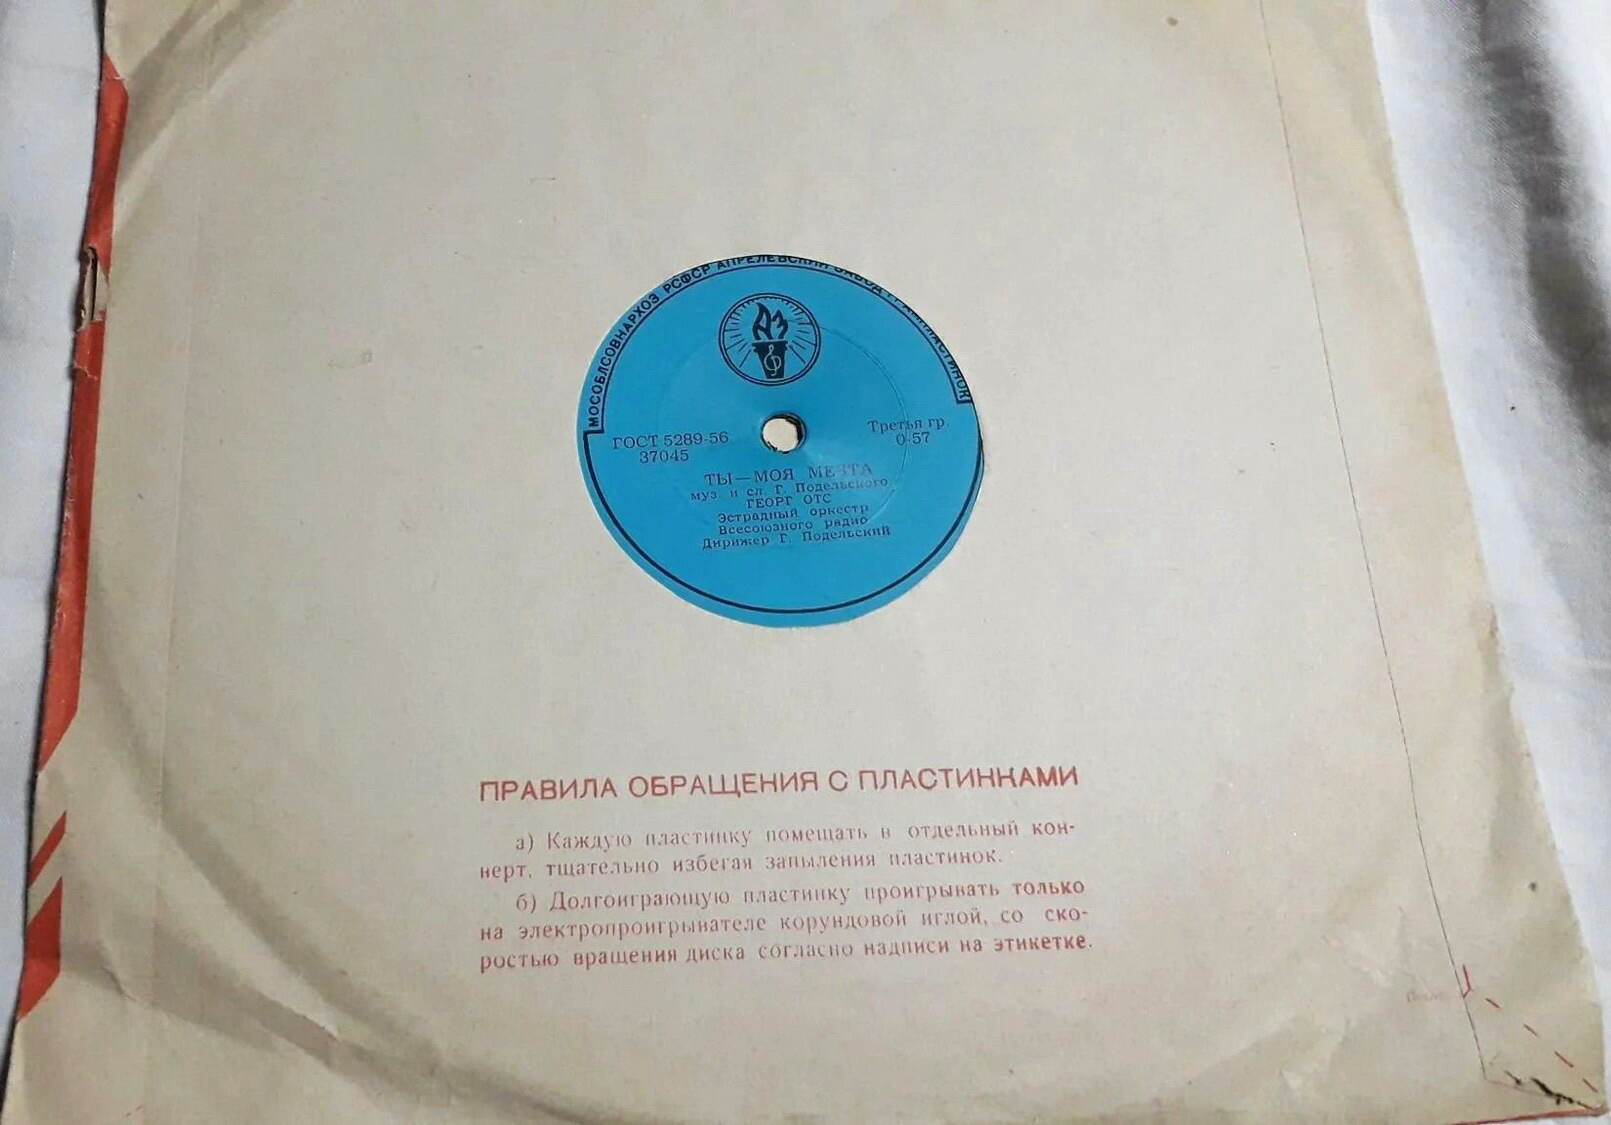 МОСОБЛСОВНАРХОЗ РСФСР АПРЕЛЕВСКИЙ ЗАВОД ГРАМПЛАСТИНОК
АЗ
ГОСТ 5289-56
37045
Третья гр.
0-57
ТЫ—МОЯ МЕЧТА
муз. и сл. Г. Подельского
ГЕОРГ ОТС
Эстрадный оркестр
Всесоюзного радио
Дирижер Г. Подельский
ПРАВИЛА ОБРАЩЕНИЯ С ПЛАСТИНКАМИ
а) Каждую пластинку помещать в отдельный кон-
верт, тщательно избегая запыления пластинок.
б) Долгоиграющую пластинку проигрывать только
на электропроигрывателе корундовой иглой, со ско-
ростью вращения диска согласно надписи на этикетке.